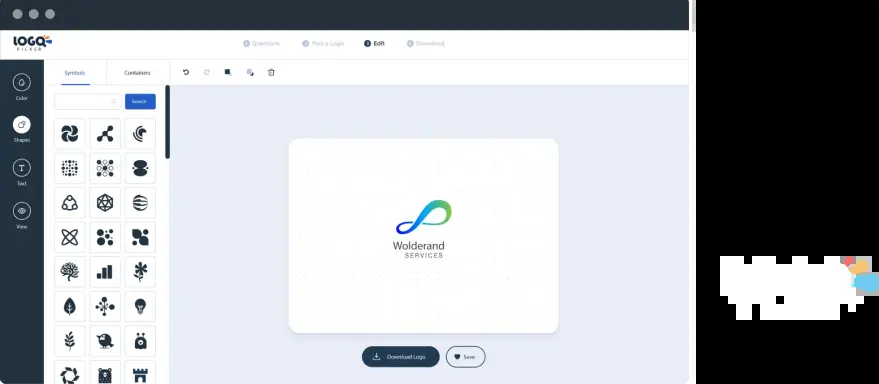 LOGO
PICKER
1 Questions
2 Pick a Logo
3 Edit
4 Download
Symbols
Containers
Search
Color
Shapes
Text
View
Wolderand
SERVICES
Download Logo
Save